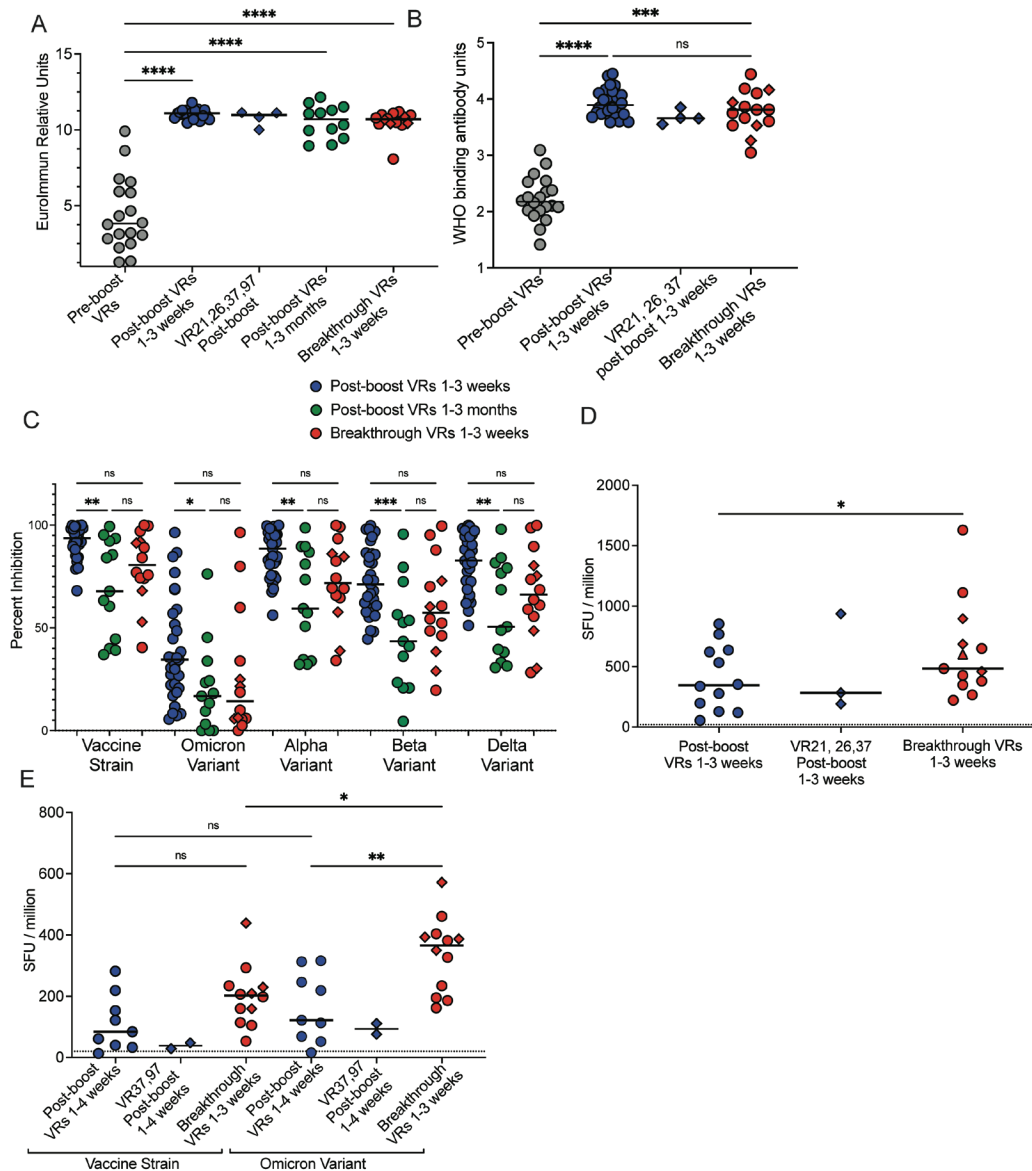 A
****
****
****
EuroImmun Relative Units
15
10
5
Pre-boost
VRs
Post-boost VRs
1-3 weeks
VR21,26,37,97
Post-boost
Post-boost VRs
1-3 months
Breakthrough VRs
1-3 weeks
B
***
****
ns
WHO binding antibody units
5
4
3
2
1
Pre-boost VRs
Post-boost VRs
1-3 weeks
VR21, 26, 37
post boost 1-3 weeks
Breakthrough VRs
1-3 weeks
Post-boost VRs 1-3 weeks
Post-boost VRs 1-3 months
Breakthrough VRs 1-3 weeks
C
ns
ns
ns
ns
ns
** ns
* ns
** ns
*** ns
** ns
Percent Inhibition
100
50
0
Vaccine
Strain
Omicron
Variant
Alpha
Variant
Beta
Variant
Delta
Variant
D
*
SFU / million
2000
1500
1000
500
0
Post-boost
VRs 1-3 weeks
VR21, 26,37
Post-boost
1-3 weeks
Breakthrough VRs
1-3 weeks
E
*
ns
ns
**
SFU / million
800
600
400
200
0
Post-boost
VRs 1-4 weeks
VR37,97
Post-boost
1-4 weeks
Breakthrough
VRs 1-3 weeks
Post-boost
VRs 1-4 weeks
VR37,97
Post-boost
1-4 weeks
Breakthrough
VRs 1-3 weeks
Vaccine Strain
Omicron Variant